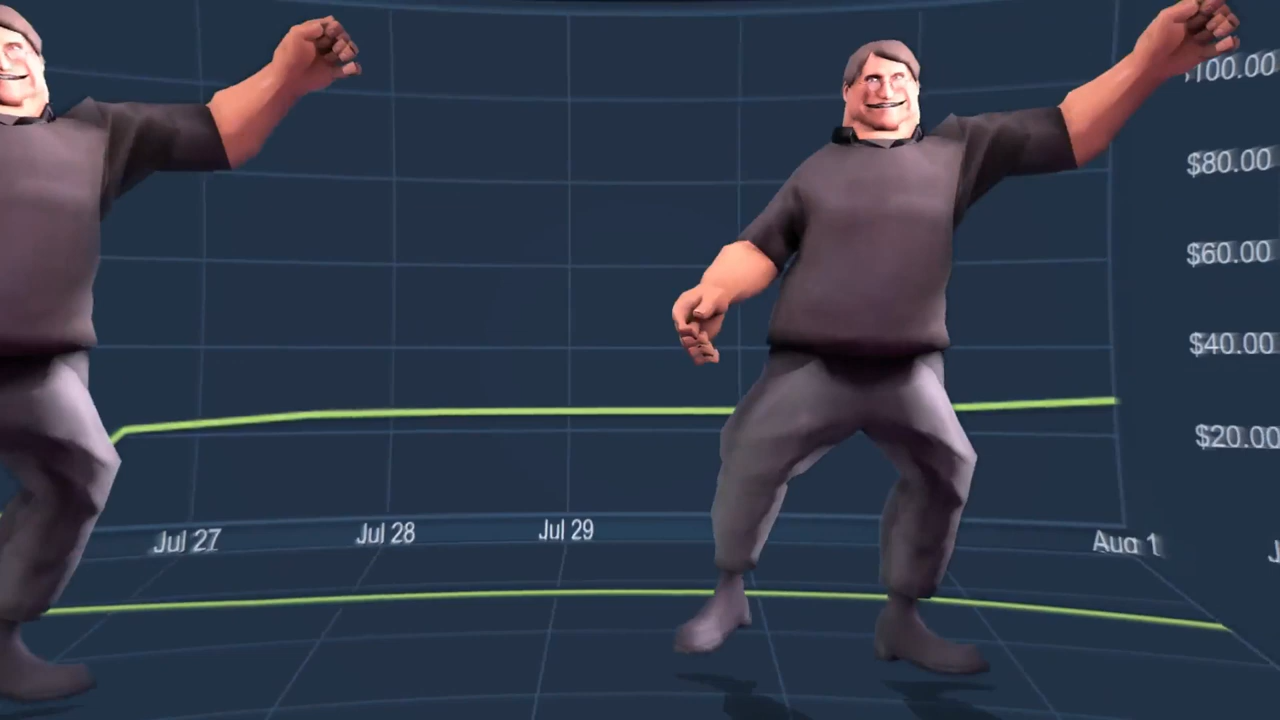 $100.00
$80.00
$60.00
$40.00
$20.00
Jul 27
Jul 28
Jul 29
Aug 1